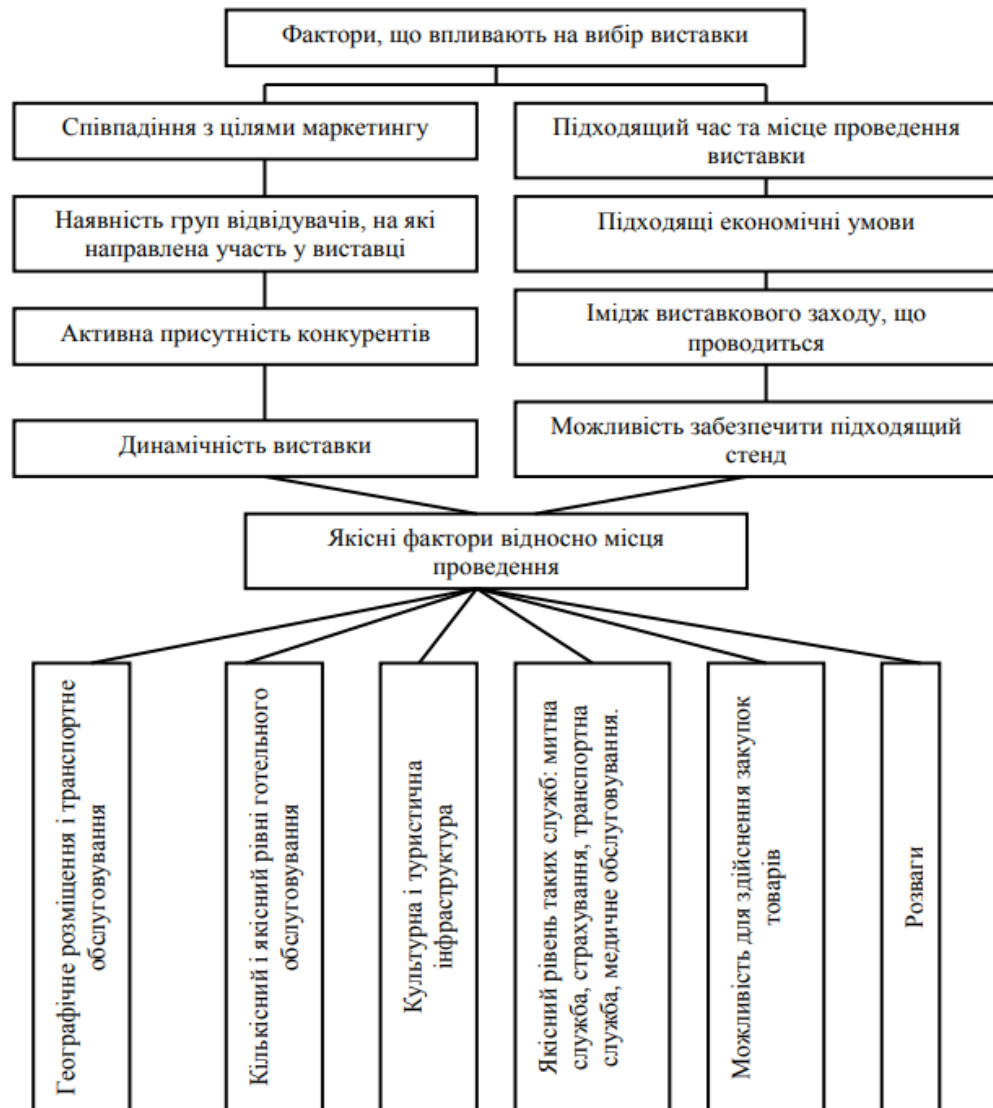 Фактори, що впливають на вибір виставки
Співпадіння з цілями маркетингу
Підходящий час та місце проведення
виставки
Наявність груп відвідувачів, на які
направлена участь у виставці
Підходящі економічні умови
Активна присутність конкурентів
Імідж виставкового заходу, що
проводиться
Динамічність виставки
Можливість забезпечити підходящий
стенд
Якісні фактори відносно місця
проведення
Географічне розміщення і транспортне
обслуговування
Кількісний і якісний рівні готельного
обслуговування
Культурна і туристична
інфраструктура
Якісний рівень таких служб: митна
служба, страхування, транспортна
служба, медичне обслуговування.
Можливість для здійснення закупок
товарів
Розваги